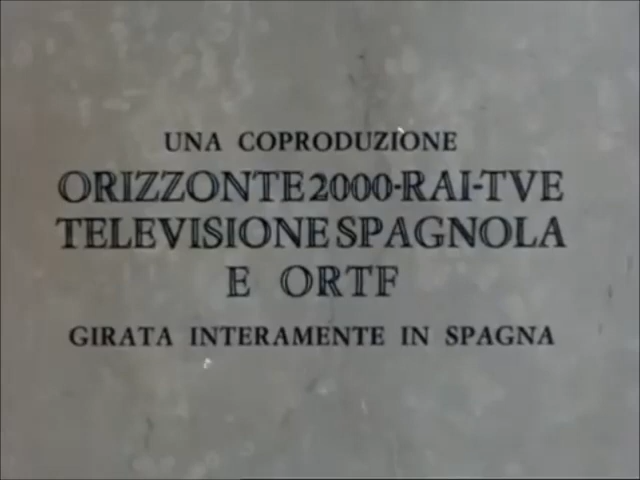 UNA COPRODUZIONE
ORIZZONTE 2000-RAI-TVE
TELEVISIONE SPAGNOLA
E ORTF
GIRATA INTERAMENTE IN SPAGNA